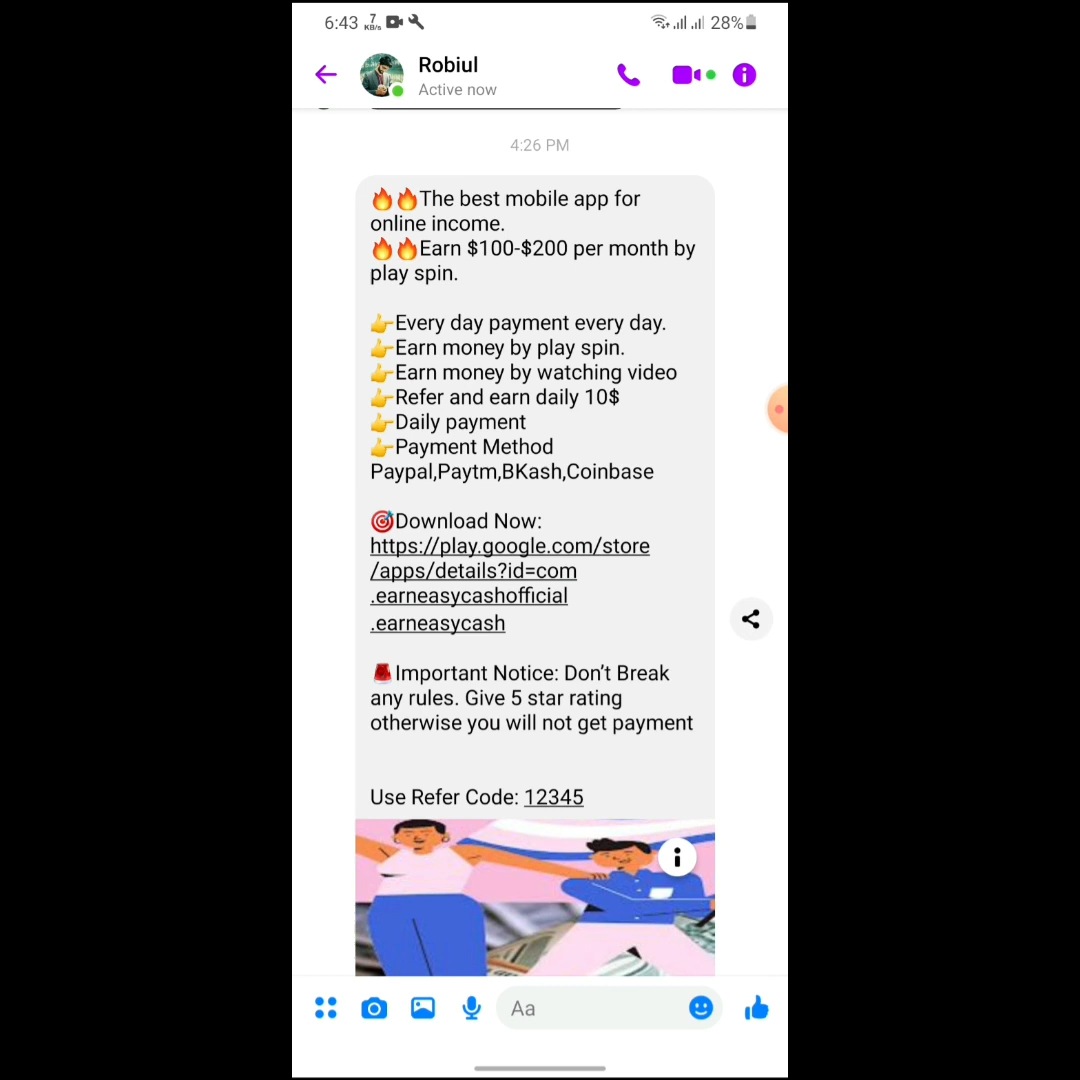 6:43 7 KB/s 28%
Robiul
Active now
4:26 PM
🔥🔥The best mobile app for
online income.
🔥🔥Earn $100-$200 per month by
play spin.
👉Every day payment every day.
👉Earn money by play spin.
👉Earn money by watching video
👉Refer and earn daily 10$
👉Daily payment
👉Payment Method
Paypal,Paytm,BKash,Coinbase
🎯Download Now:
https://play.google.com/store
/apps/details?id=com
.earneasycashofficial
.earneasycash
🚨Important Notice: Don't Break
any rules. Give 5 star rating
otherwise you will not get payment
Use Refer Code: 12345
Aa